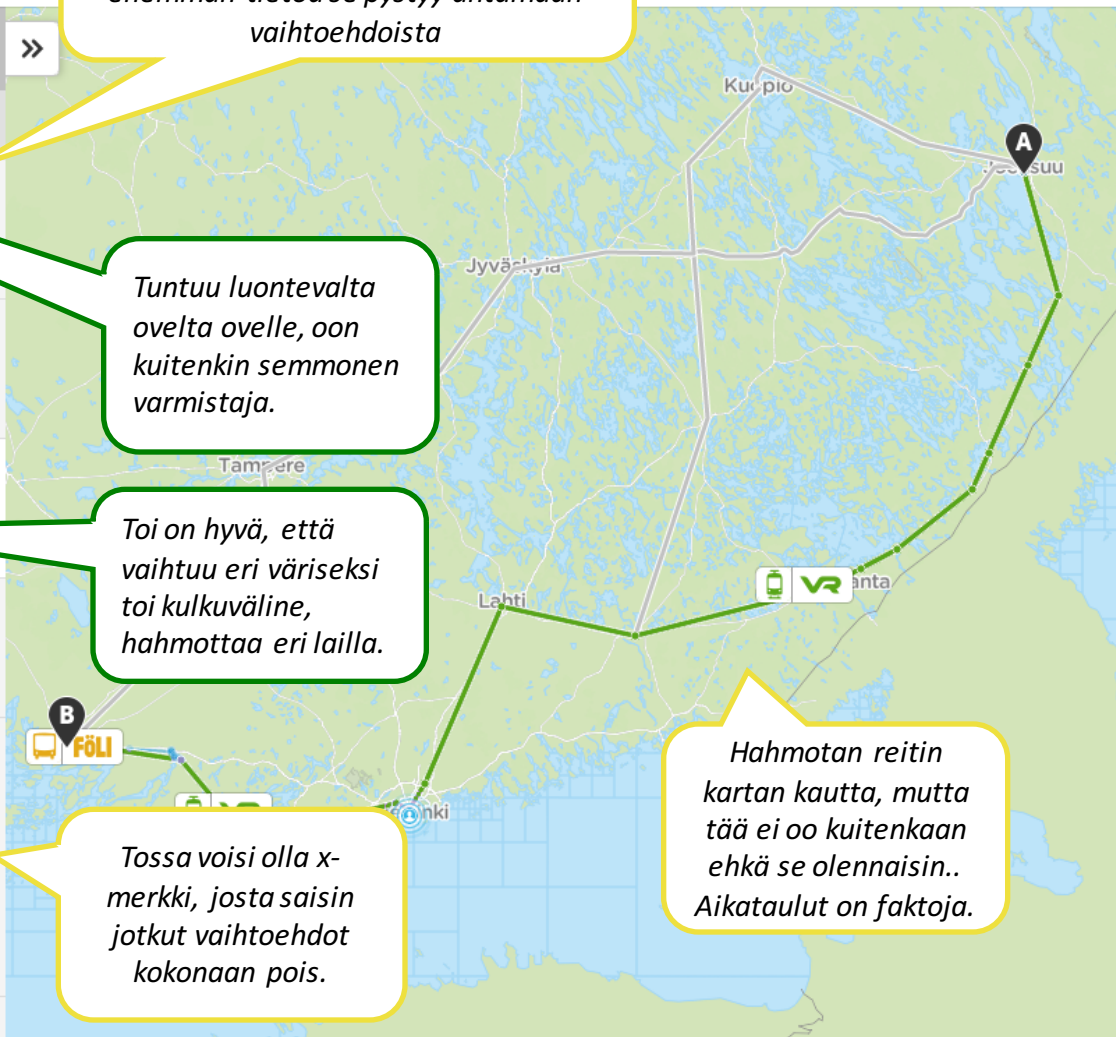 vaihtoehdoista
Kuopio
A
Tuntuu luontevalta
ovelta ovelle, oon
kuitenkin semmonen
varmistaja.
Jyväskylä
Tampere
Toi on hyvä, että
vaihtuu eri väriseksi
toi kulkuväline,
hahmottaa eri lailla.
Lahti
VR
anta
B
FÖLI
nki
Hahmotan reitin
kartan kautta, mutta
tää ei oo kuitenkaan
ehkä se olennaisin..
Aikataulut on faktoja.
Tossa voisi olla x-
merkki, josta saisin
jotkut vaihtoehdot
kokonaan pois.